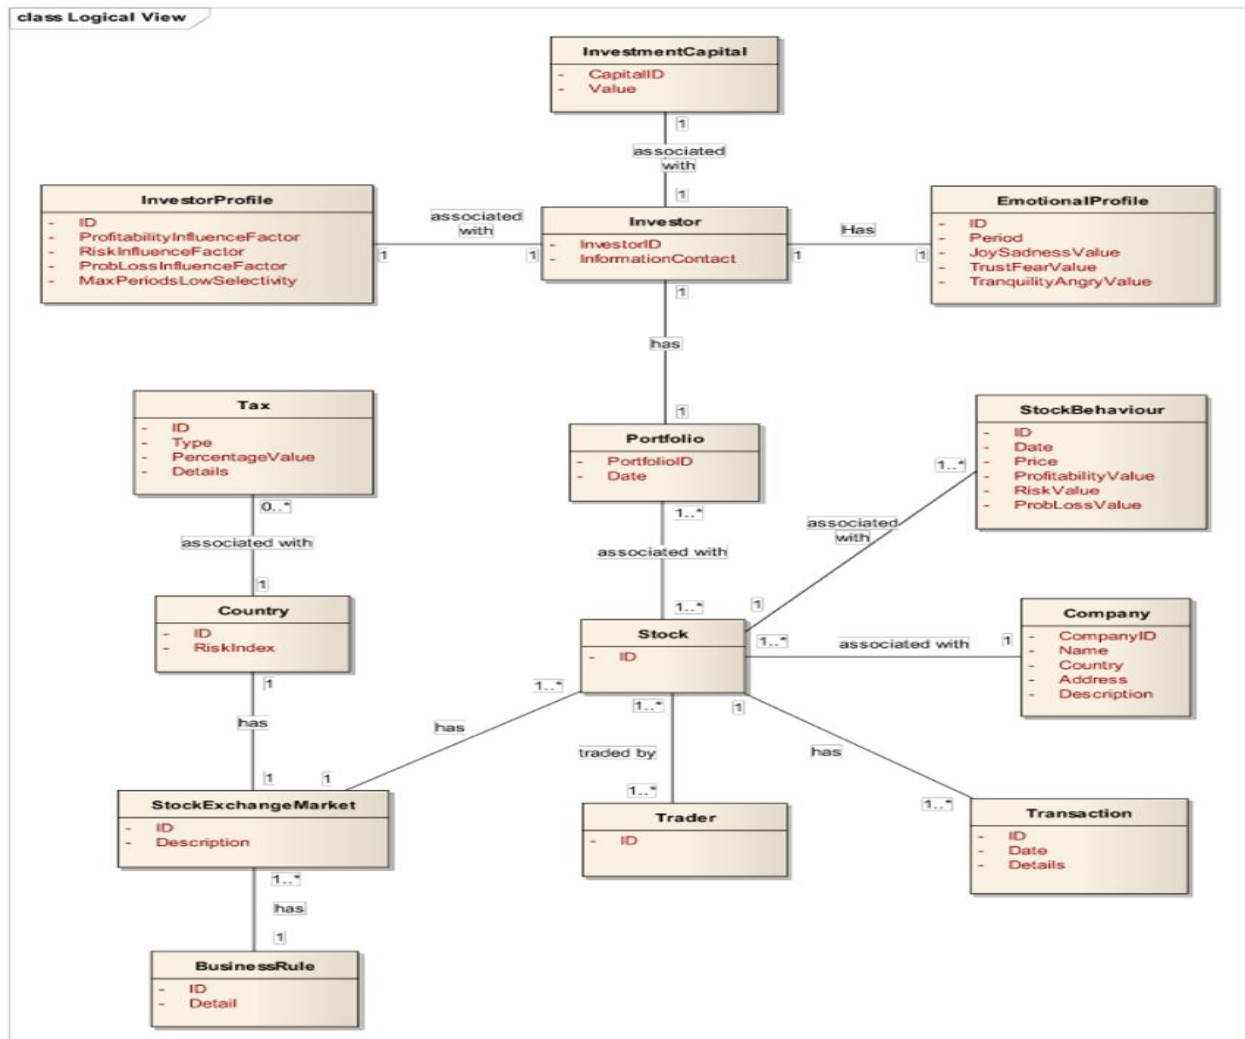 class Logical View
InvestmentCapital
- CapitalID
- Value
1
associated
with
1
InvestorProfile
- ID
- ProfitabilityInfluenceFactor
- RiskInfluenceFactor
- ProbLossInfluenceFactor
- MaxPeriodsLowSelectivity
associated
with
1
1
Investor
- InvestorID
- InformationContact
Has
1
1
EmotionalProfile
- ID
- Period
- JoySadnessValue
- TrustFearValue
- TranquilityAngryValue
1
has
1
Tax
- ID
- Type
- PercentageValue
- Details
0..*
associated with
1
Portfolio
- PortfolioID
- Date
1..*
associated with
1..*
StockBehaviour
- ID
- Date
- Price
- ProfitabilityValue
- RiskValue
- ProbLossValue
1..*
associated
with
1
Country
- ID
- RiskIndex
1
has
1
Stock
- ID
1..*
associated with
1
Company
- CompanyID
- Name
- Country
- Address
- Description
1..*
has
1
1..*
traded by
1..*
1
has
1..*
StockExchangeMarket
- ID
- Description
Trader
- ID
Transaction
- ID
- Date
- Details
1..*
has
1
BusinessRule
- ID
- Detail